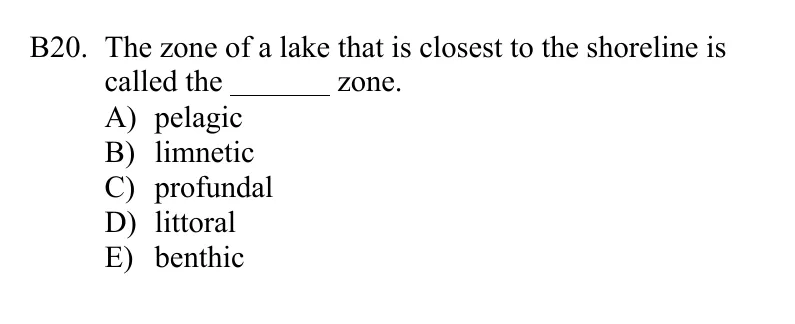 B20. The zone of a lake that is closest to the shoreline is
called the _______ zone.
A) pelagic
B) limnetic
C) profundal
D) littoral
E) benthic